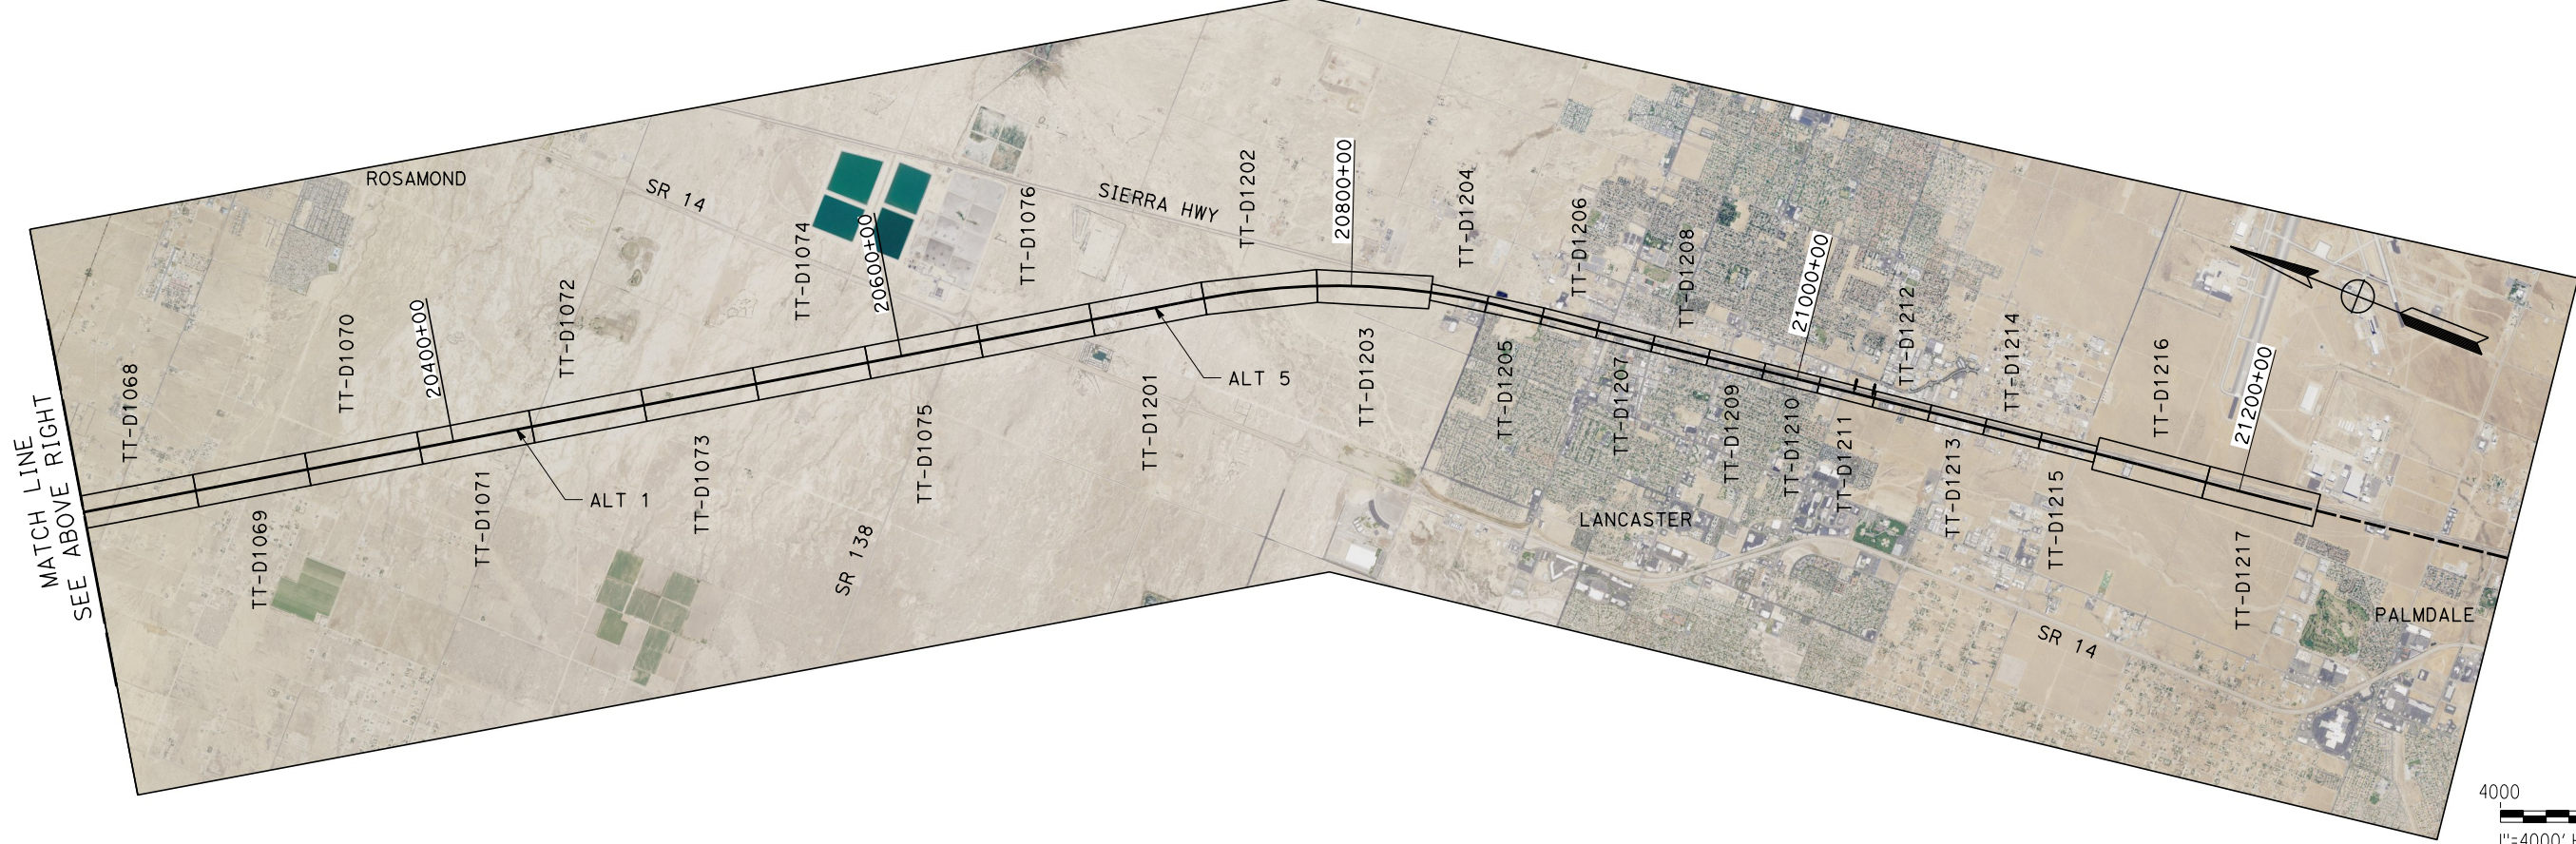 MATCH LINE
SEE ABOVE RIGHT
TT-D1068
TT-D1069
TT-D1070
ROSAMOND
20400+00
TT-D1071
TT-D1072
ALT 1
SR 14
TT-D1073
TT-D1074
20600+00
SR 138
TT-D1075
TT-D1076
SIERRA HWY
TT-D1201
ALT 5
TT-D1202
20800+00
TT-D1203
TT-D1204
TT-D1205
TT-D1206
TT-D1207
LANCASTER
TT-D1208
TT-D1209
TT-D1210
21000+00
TT-D1211
TT-D1212
TT-D1213
TT-D1214
TT-D1215
SR 14
TT-D1216
21200+00
TT-D1217
PALMDALE
4000
1"=4000'